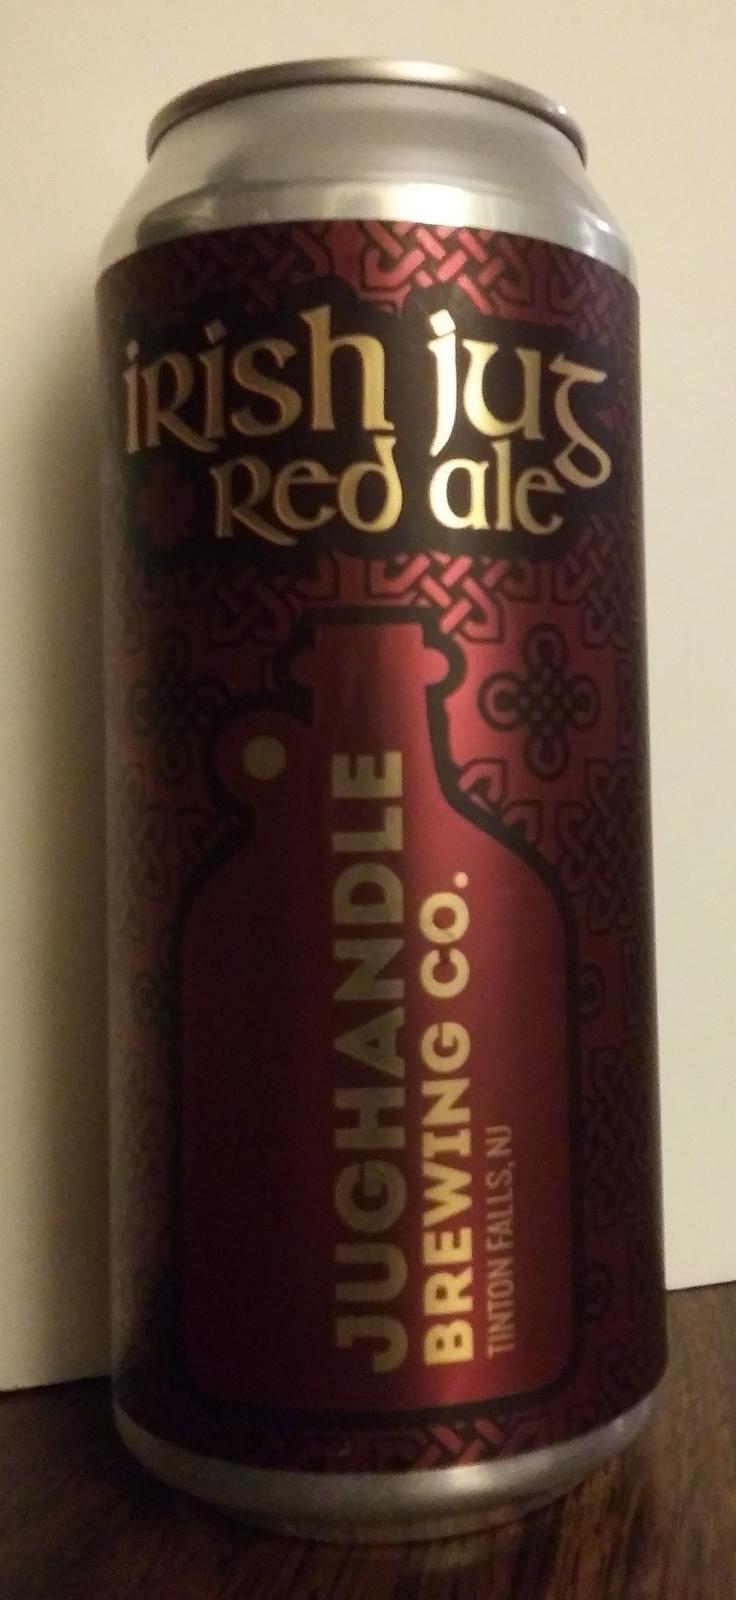 irish jug
Red ale
JUGHANDLE
BREWING CO.
TINTON FALLS, NJ